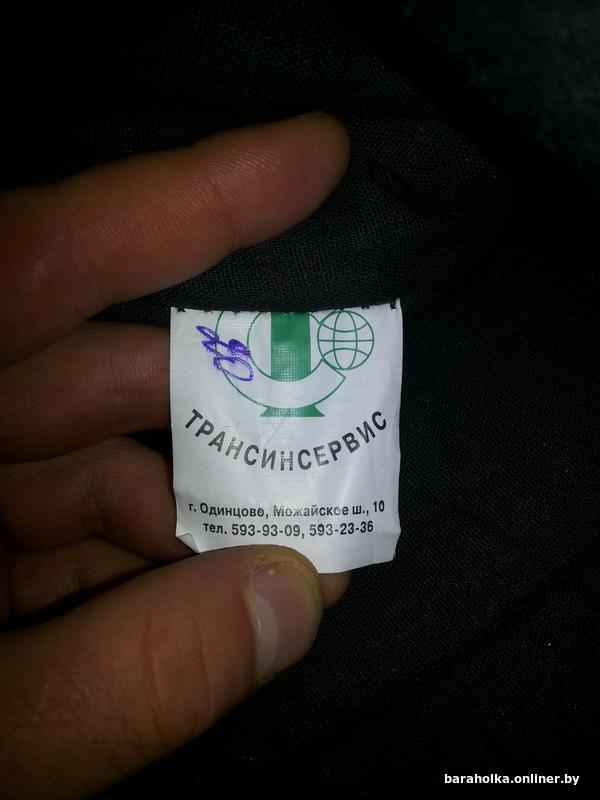 ТРАНСИНСЕРВИС
г. Одинцово, Можайское ш., 10
тел. 593-93-09, 593-23-36
baraholka.onliner.by